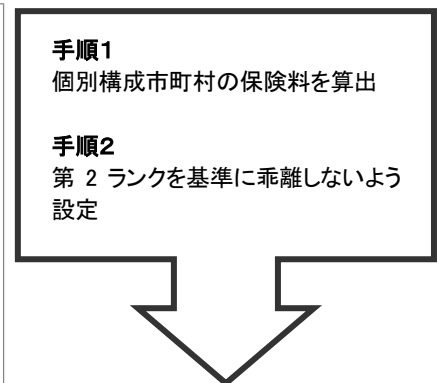 手順1
個別構成市町村の保険料を算出
手順2
第 2 ランクを基準に乖離しないよう
設定